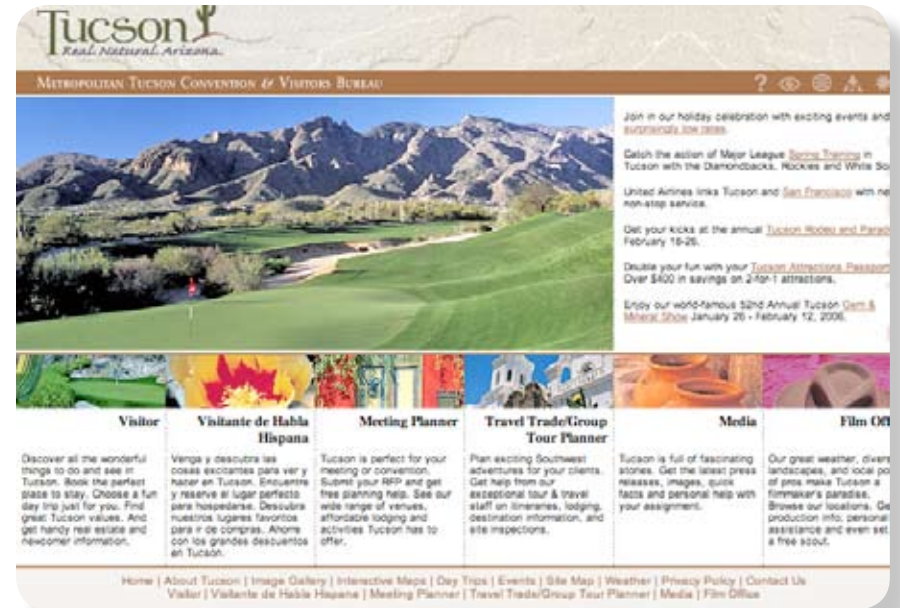 Tucson
Real. Natural. Arizona.
METROPOLITAN TUCSON CONVENTION & VISITORS BUREAU
?
Join in our holiday celebration with exciting events and
surprisingly low rates.
Catch the action of Major League Spring Training in
Tucson with the Diamondbacks, Rockies and White So
United Airlines links Tucson and San Francisco with ne
non-stop service.
Get your kicks at the annual Tucson Rodeo and Parade
February 18-26.
Double your fun with your Tucson Attractions Passport
Over $400 in savings on 2-for-1 attractions.
Enjoy our world-famous 52nd Annual Tucson Gem &
Mineral Show January 26 - February 12, 2006.
Visitor
Discover all the wonderful
things to do and see in
Tucson. Book the perfect
place to stay. Choose a fun
day trip just for you. Find
great Tucson values. And
get handy real estate and
newcomer information.
Visitante de Habla
Hispana
Venga y descubra las
cosas excitantes para ver y
hacer en Tucson. Encuentre
y reserve el lugar perfecto
para hospedarse. Descubra
nuestros lugares favoritos
para ir de compras. Ahorre
con los grandes descuentos
en Tucson.
Meeting Planner
Tucson is perfect for your
meeting or convention.
Submit your RFP and get
free planning help. See our
wide range of venues,
affordable lodging and
activities Tucson has to
offer.
Travel Trade/Group
Tour Planner
Plan exciting Southwest
adventures for your clients.
Get help from our
exceptional tour & travel
staff on itineraries, lodging,
destination information, and
site inspections.
Media
Tucson is full of fascinating
stories. Get the latest press
releases, images, quick
facts and personal help with
your assignment.
Film Off
Our great weather, divers
landscapes, and local po
of pros make Tucson a
filmmaker's paradise.
Browse our locations. Ge
production info, personal
assistance and even set
a free scout.
Home | About Tucson | Image Gallery | Interactive Maps | Day Trips | Events | Site Map | Weather | Privacy Policy | Contact Us
Visitor | Visitante de Habla Hispana | Meeting Planner | Travel Trade/Group Tour Planner | Media | Film Office